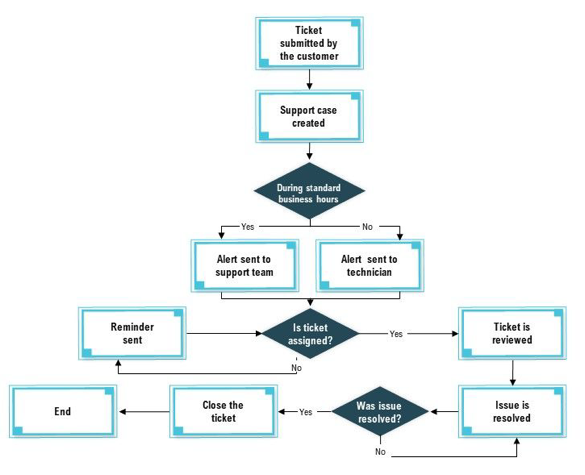 Ticket
submitted by
the customer
Support case
created
During standard
business hours
Yes
No
Alert sent to
support team
Alert sent to
technician
Reminder
sent
Is ticket
assigned?
Yes
Ticket is
reviewed
No
End
Close the
ticket
Yes
Was issue
resolved?
Issue is
resolved
No